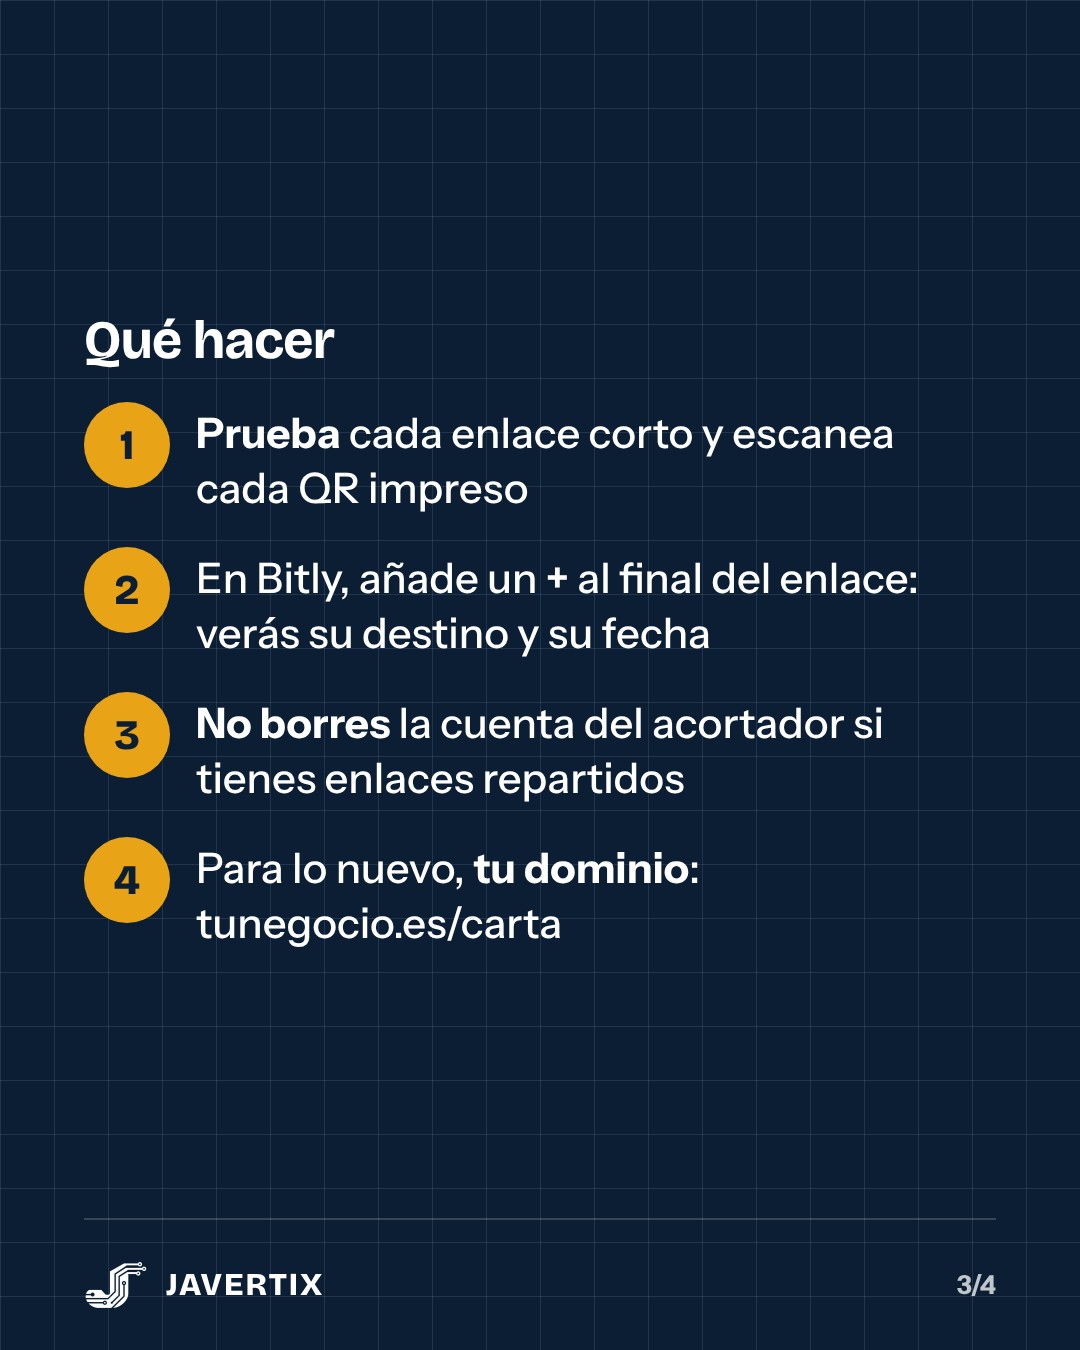 Qué hacer
1
Prueba cada enlace corto y escanea
cada QR impreso
2
En Bitly, añade un + al final del enlace:
verás su destino y su fecha
3
No borres la cuenta del acortador si
tienes enlaces repartidos
4
Para lo nuevo, tu dominio:
tunegocio.es/carta
JAVERTIX
3/4